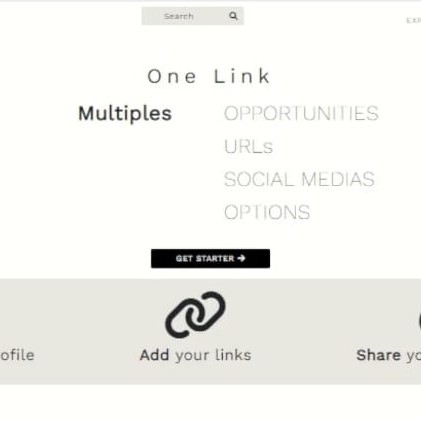 Search
EXP
One Link
Multiples OPPORTUNITIES
URLs
SOCIAL MEDIAS
OPTIONS
GET STARTER →
ofile
Add your links
Share yo